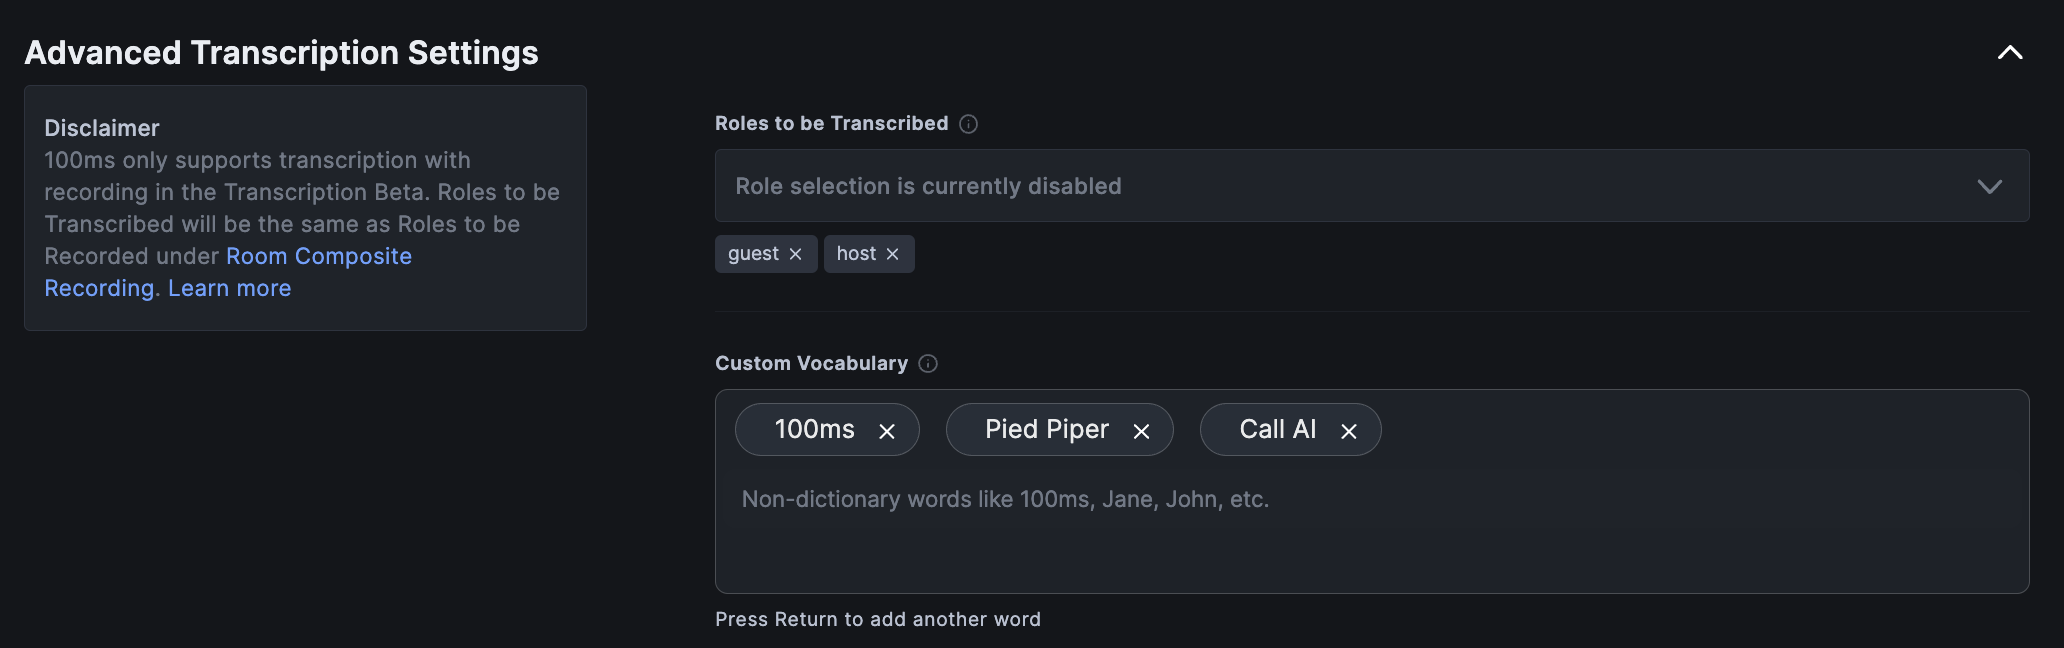 Advanced Transcription Settings
Disclaimer
100ms only supports transcription with
recording in the Transcription Beta. Roles to be
Transcribed will be the same as Roles to be
Recorded under Room Composite
Recording. Learn more
Roles to be Transcribed
Role selection is currently disabled
guest host
Custom Vocabulary
100ms Pied Piper Call AI
Non-dictionary words like 100ms, Jane, John, etc.
Press Return to add another word